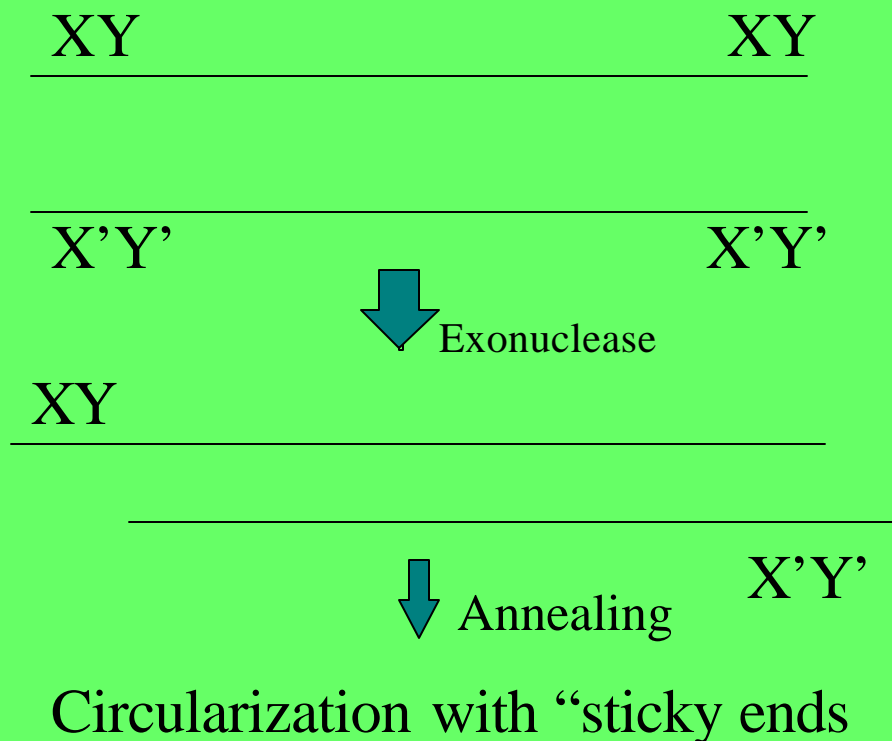 XY XY
X’Y’ X’Y’
Exonuclease
XY
X’Y’
Annealing
Circularization with “sticky ends